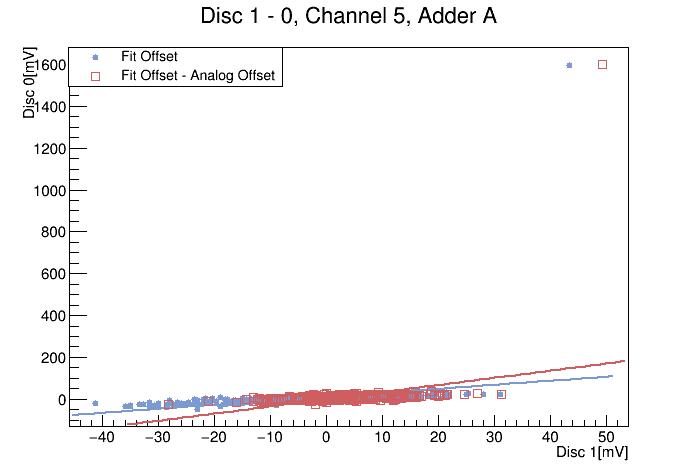 Disc 1 - 0, Channel 5, Adder A
Disc 0[mV]
Fit Offset
Fit Offset - Analog Offset
1600
1400
1200
1000
800
600
400
200
0
−40 −30 −20 −10 0 10 20 30 40 50
Disc 1[mV]